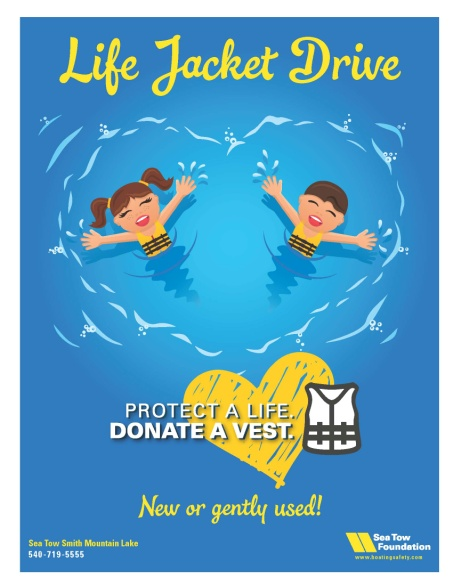 Life Jacket Drive
PROTECT A LIFE.
DONATE A VEST.
New or gently used!
Sea Tow Smith Mountain Lake
540-719-5555
Sea Tow
Foundation
www.boatingsafety.com